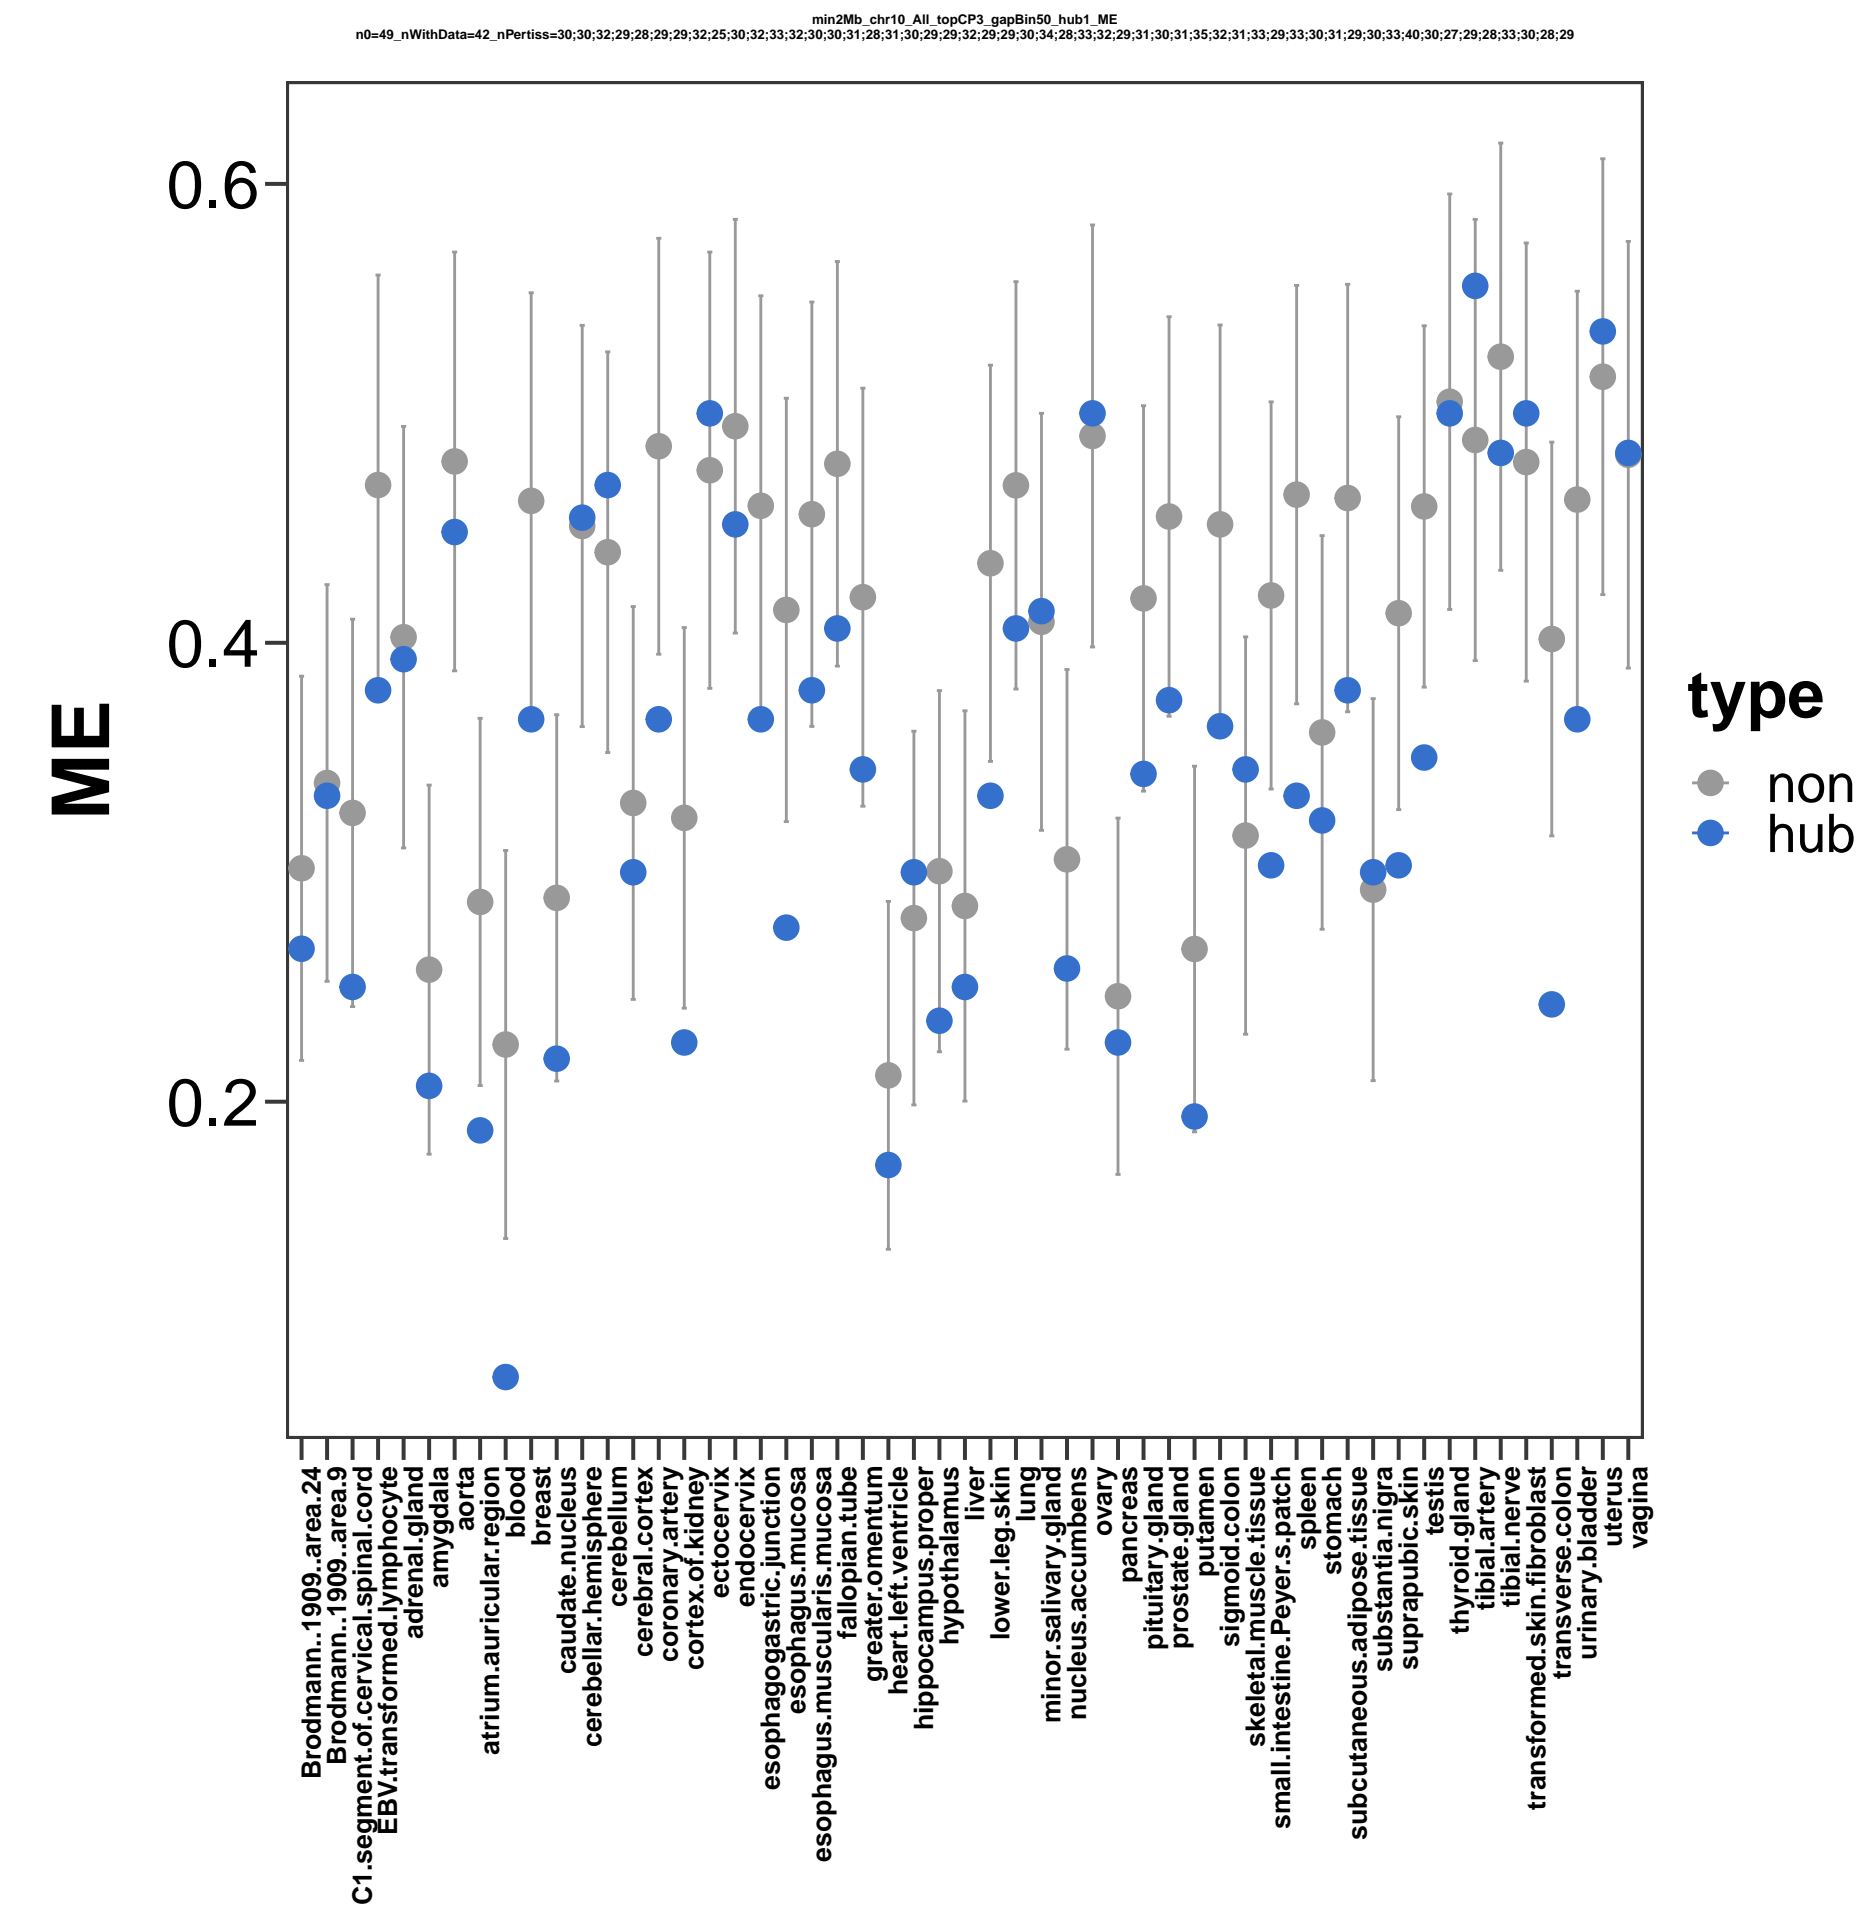 min2Mb_chr10_All_topCP3_gapBin50_hub1_ME
n0=49_nWithData=42_nPertiss=30;30;32;29;28;29;29;32;25;30;32;33;32;30;30;31;28;31;30;29;29;32;29;29;30;34;28;33;32;29;31;30;31;35;32;31;33;29;33;30;31;29;30;33;40;30;27;29;28;33;30;28;29
0.6
0.4
0.2
ME
type
non
hub
Brodmann..1909..area.24
Brodmann..1909..area.9
C1.segment.of.cervical.spinal.cord
EBV.transformed.lymphocyte
adrenal.gland
amygdala
aorta
atrium.auricular.region
blood
breast
caudate.nucleus
cerebellar.hemisphere
cerebellum
cerebral.cortex
coronary.artery
cortex.of.kidney
ectocervix
endocervix
esophagogastric.junction
esophagus.mucosa
esophagus.muscularis.mucosa
fallopian.tube
greater.omentum
heart.left.ventricle
hippocampus.proper
hypothalamus
liver
lower.leg.skin
lung
minor.salivary.gland
nucleus.accumbens
ovary
pancreas
pituitary.gland
prostate.gland
putamen
sigmoid.colon
skeletal.muscle.tissue
small.intestine.Peyer.s.patch
spleen
stomach
subcutaneous.adipose.tissue
substantia.nigra
suprapubic.skin
testis
thyroid.gland
tibial.artery
tibial.nerve
transformed.skin.fibroblast
transverse.colon
urinary.bladder
uterus
vagina